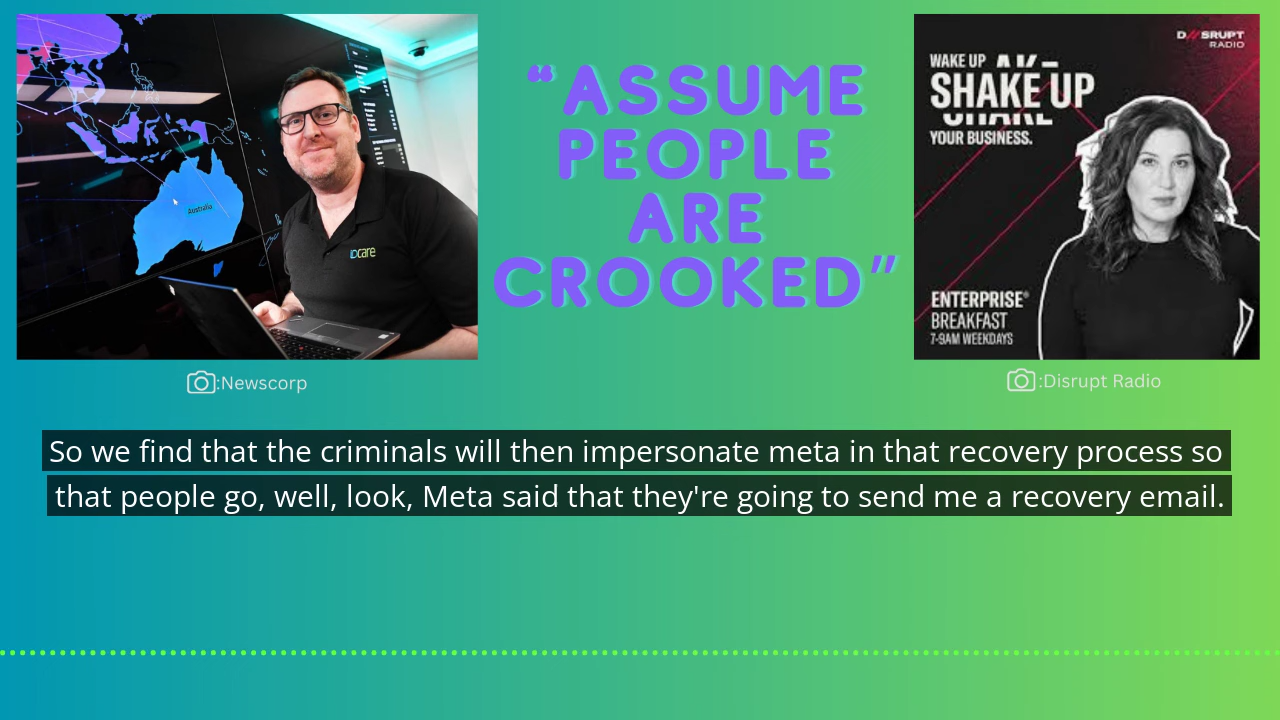 Australia
IDcare
:Newscorp
“ASSUME
PEOPLE
ARE
CROOKED”
D//SRUPT
RADIO
WAKE UP
SHAKE UP
YOUR BUSINESS.
ENTERPRISE®
BREAKFAST
7-9AM WEEKDAYS
:Disrupt Radio
So we find that the criminals will then impersonate meta in that recovery process so
that people go, well, look, Meta said that they're going to send me a recovery email.